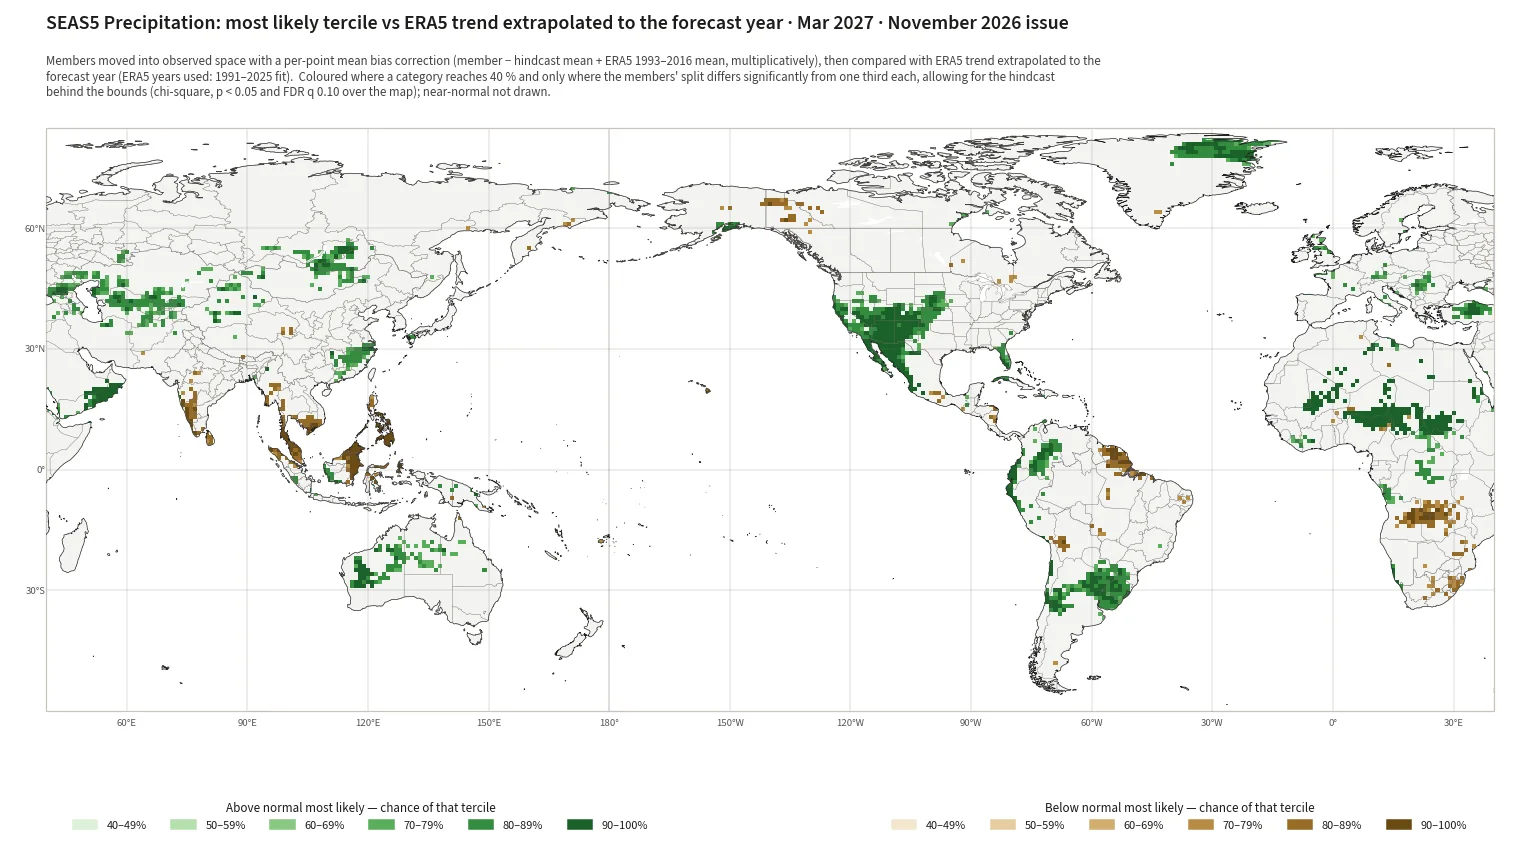 SEAS5 Precipitation: most likely tercile vs ERA5 trend extrapolated to the forecast year · Mar 2027 · November 2026 issue
Members moved into observed space with a per-point mean bias correction (member − hindcast mean + ERA5 1993–2016 mean, multiplicatively), then compared with ERA5 trend extrapolated to the
forecast year (ERA5 years used: 1991–2025 fit). Coloured where a category reaches 40 % and only where the members' split differs significantly from one third each, allowing for the hindcast
behind the bounds (chi-square, p < 0.05 and FDR q 0.10 over the map); near-normal not drawn.
60°N
30°N
0°
30°S
60°E 90°E 120°E 150°E 180° 150°W 120°W 90°W 60°W 30°W 0° 30°E
Above normal most likely — chance of that tercile
40–49% 50–59% 60–69% 70–79% 80–89% 90–100%
Below normal most likely — chance of that tercile
40–49% 50–59% 60–69% 70–79% 80–89% 90–100%